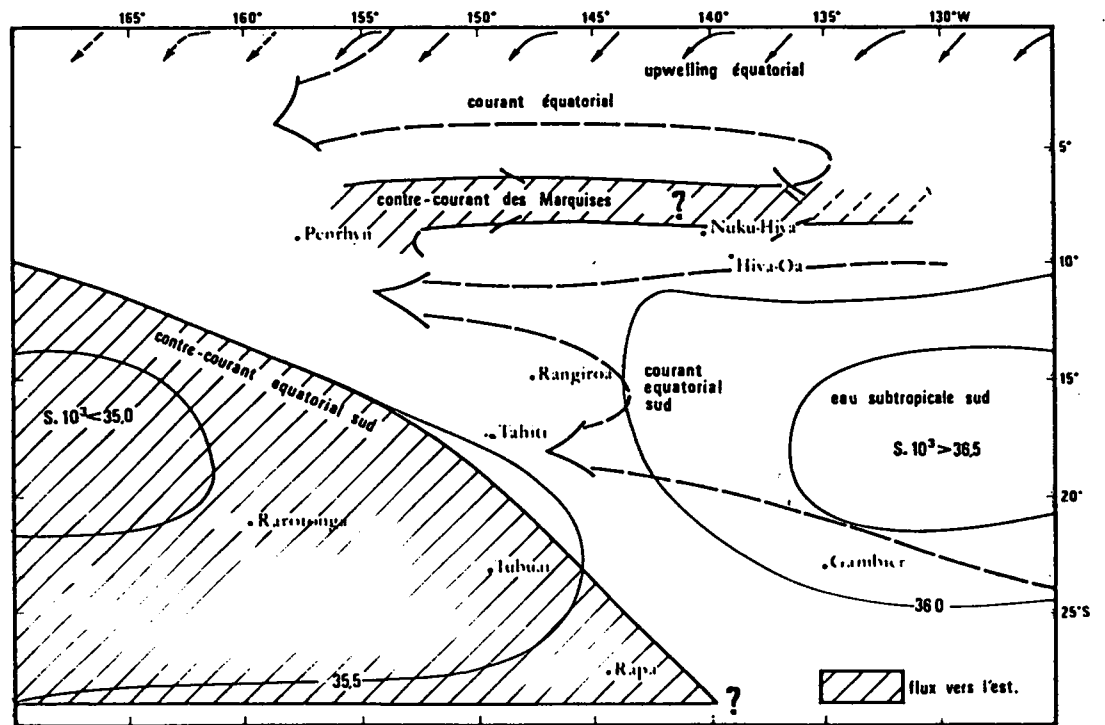 165° 160° 155° 150° 145° 140° 135° 130°W
upwelling équatorial
courant équatorial
5°
contre-courant des Marquises ?
Nuku-Hiva
Penrhyn
Hiva-Oa
10°
contre-courant equatorial sud
Rangiroa
courant
equatorial
sud
15°
eau subtropicale sud
S. 10³ < 35,0
Tahiti
S. 10³ > 36,5
20°
Rarotonga
Tubuai
Gambier
36 0
25°S
Rapa
35,5
flux vers l'est.
?